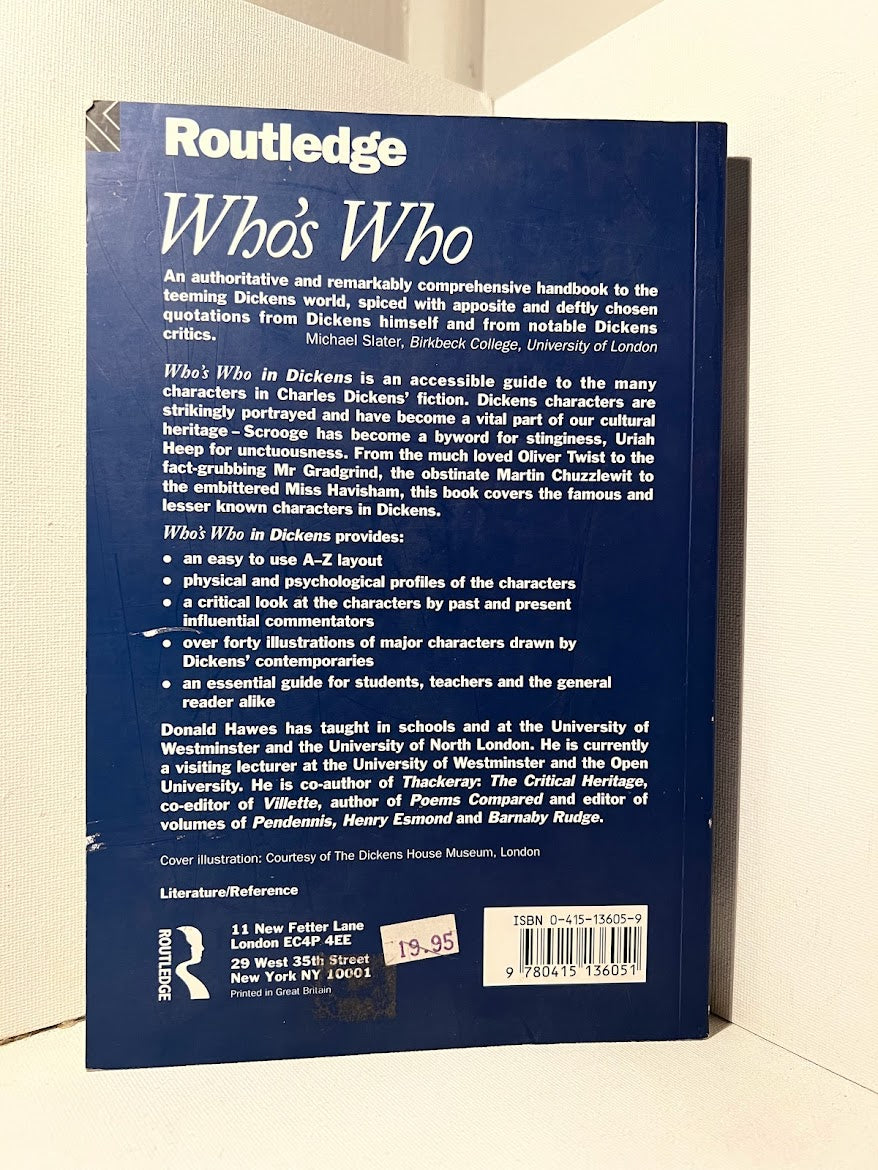 Routledge
Who's Who
An authoritative and remarkably comprehensive handbook to the
teeming Dickens world, spiced with apposite and deftly chosen
quotations from Dickens himself and from notable Dickens
critics. Michael Slater, Birkbeck College, University of London
Who's Who in Dickens is an accessible guide to the many
characters in Charles Dickens' fiction. Dickens characters are
strikingly portrayed and have become a vital part of our cultural
heritage – Scrooge has become a byword for stinginess, Uriah
Heep for unctuousness. From the much loved Oliver Twist to the
fact-grubbing Mr Gradgrind, the obstinate Martin Chuzzlewit to
the embittered Miss Havisham, this book covers the famous and
lesser known characters in Dickens.
Who's Who in Dickens provides:
• an easy to use A–Z layout
• physical and psychological profiles of the characters
• a critical look at the characters by past and present
influential commentators
• over forty illustrations of major characters drawn by
Dickens' contemporaries
• an essential guide for students, teachers and the general
reader alike
Donald Hawes has taught in schools and at the University of
Westminster and the University of North London. He is currently
a visiting lecturer at the University of Westminster and the Open
University. He is co-author of Thackeray: The Critical Heritage,
co-editor of Villette, author of Poems Compared and editor of
volumes of Pendennis, Henry Esmond and Barnaby Rudge.
Cover illustration: Courtesy of The Dickens House Museum, London
Literature/Reference
ROUTLEDGE
11 New Fetter Lane
London EC4P 4EE
29 West 35th Street
New York NY 10001
Printed in Great Britain
19.95
ISBN 0-415-13605-9
9 780415 136051